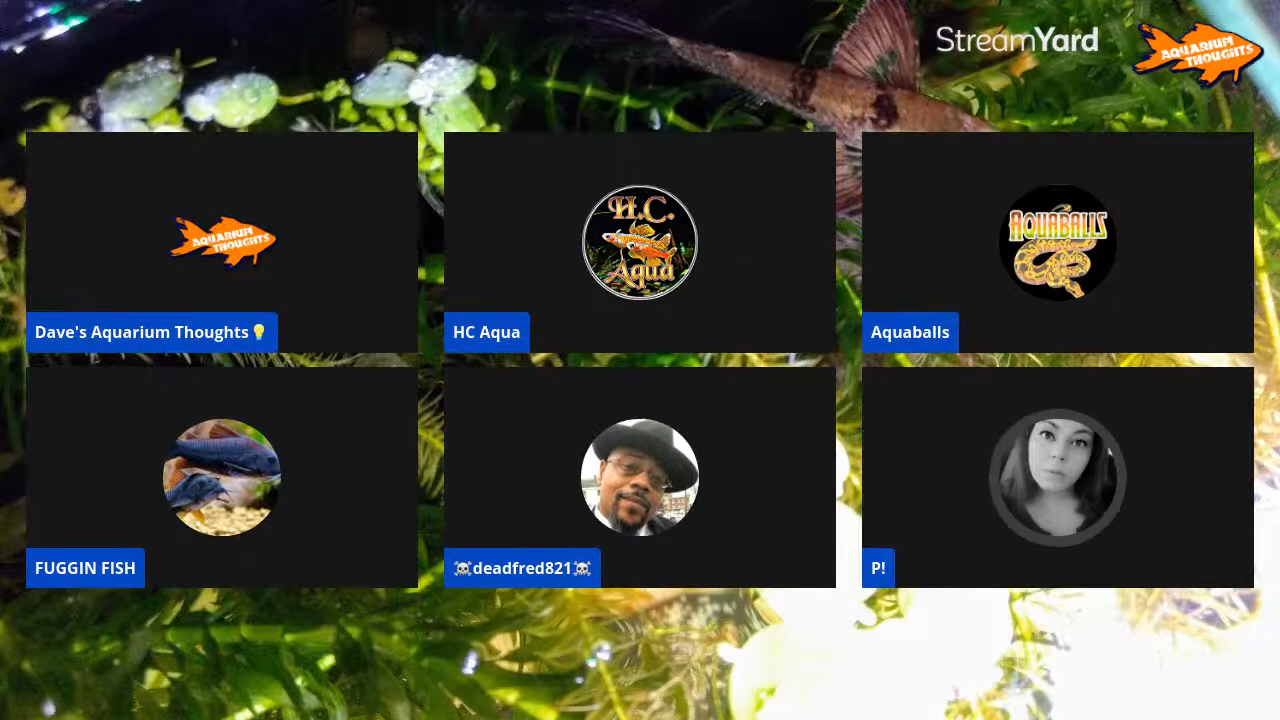 StreamYard
AQUARIUM
THOUGHTS
AQUARIUM
THOUGHTS
Dave's Aquarium Thoughts💡
H.C.
Aqua
HC Aqua
AQUABALLS
Aquaballs
FUGGIN FISH
☠️deadfred821☠️
P!